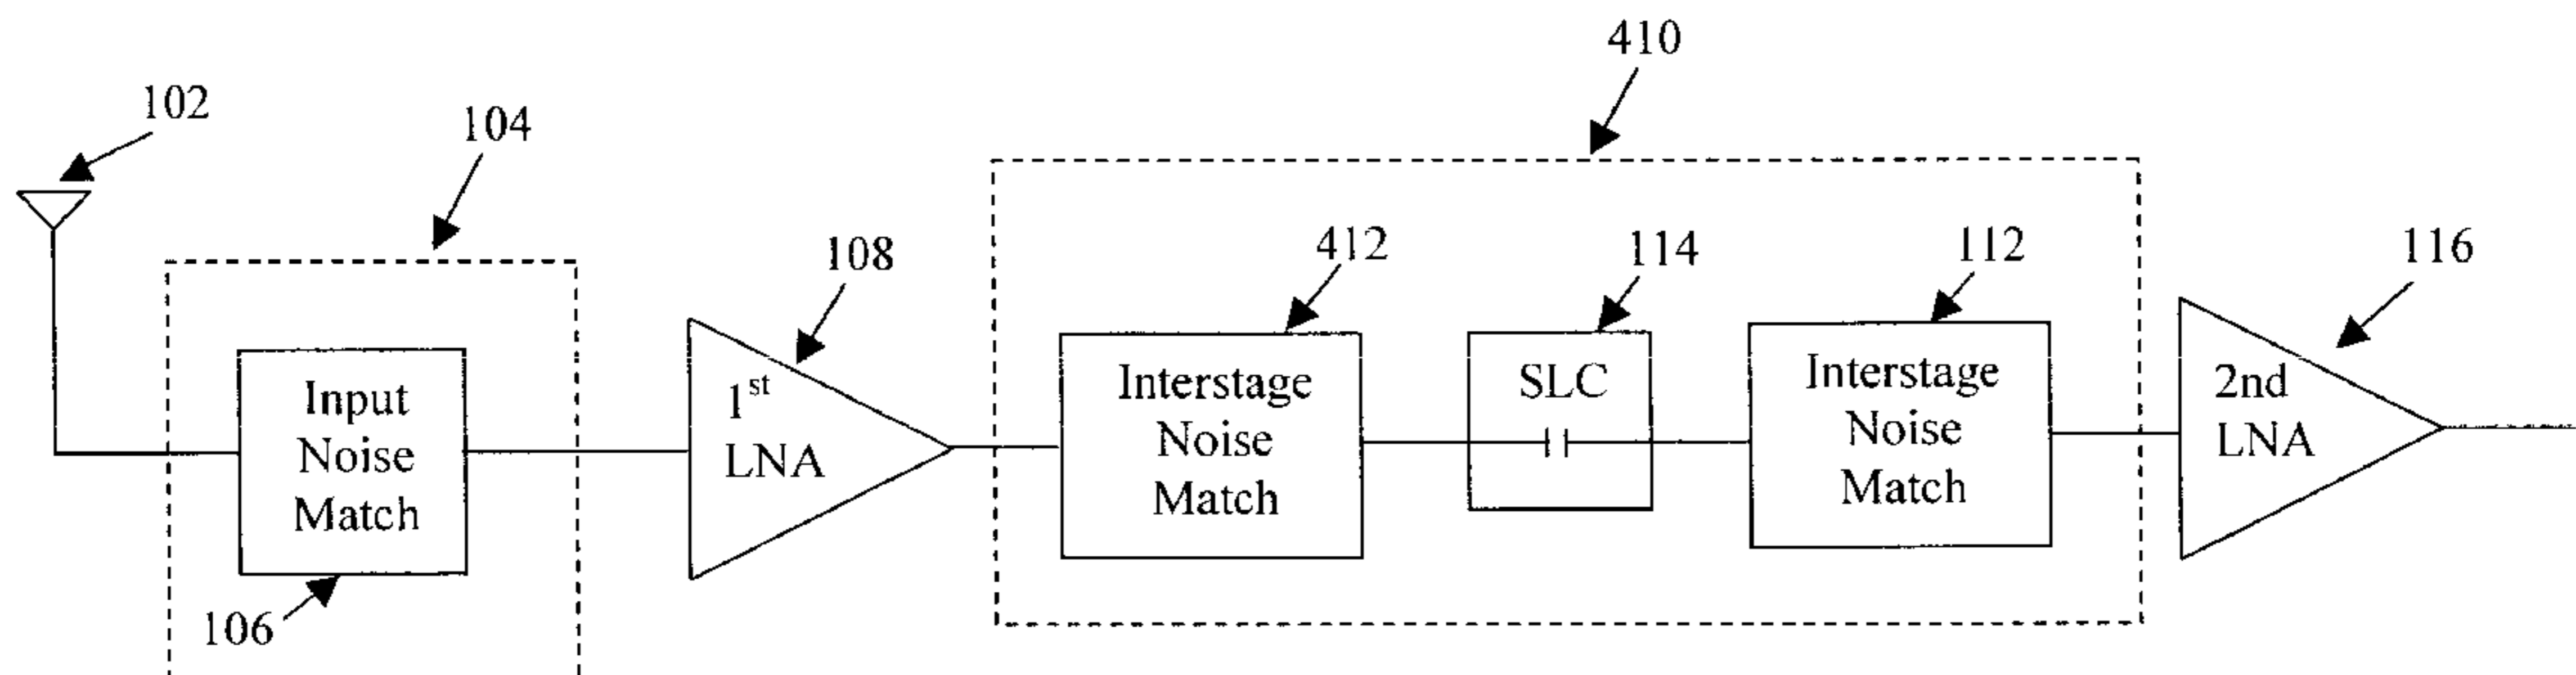 410
102
104
108
412
114
112
116
Input
Noise
Match
1st
LNA
Interstage
Noise
Match
SLC
Interstage
Noise
Match
2nd
LNA
106